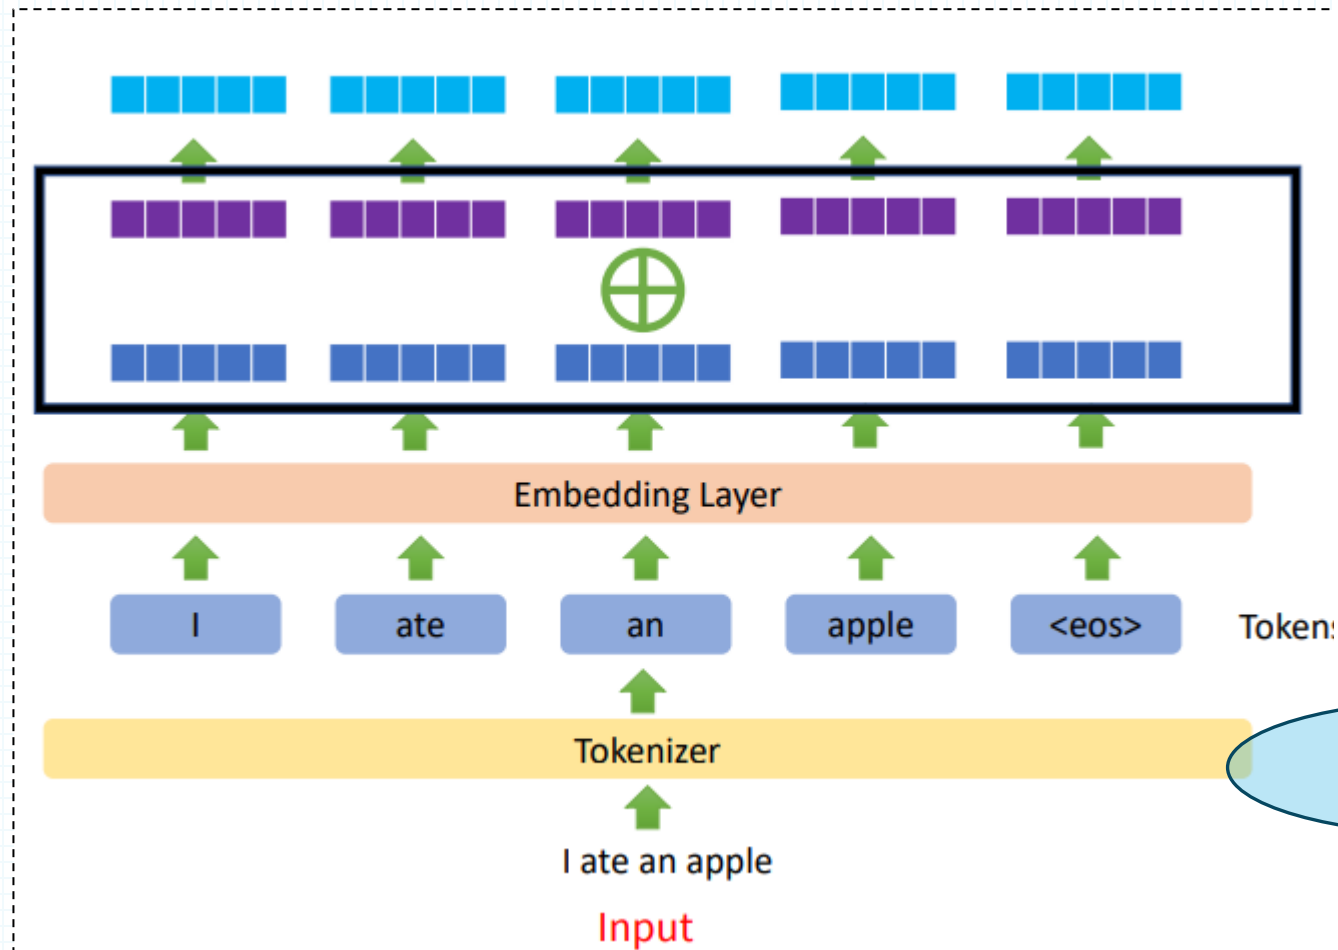 Embedding Layer
I ate an apple <eos>
Tokenizer
I ate an apple
Input